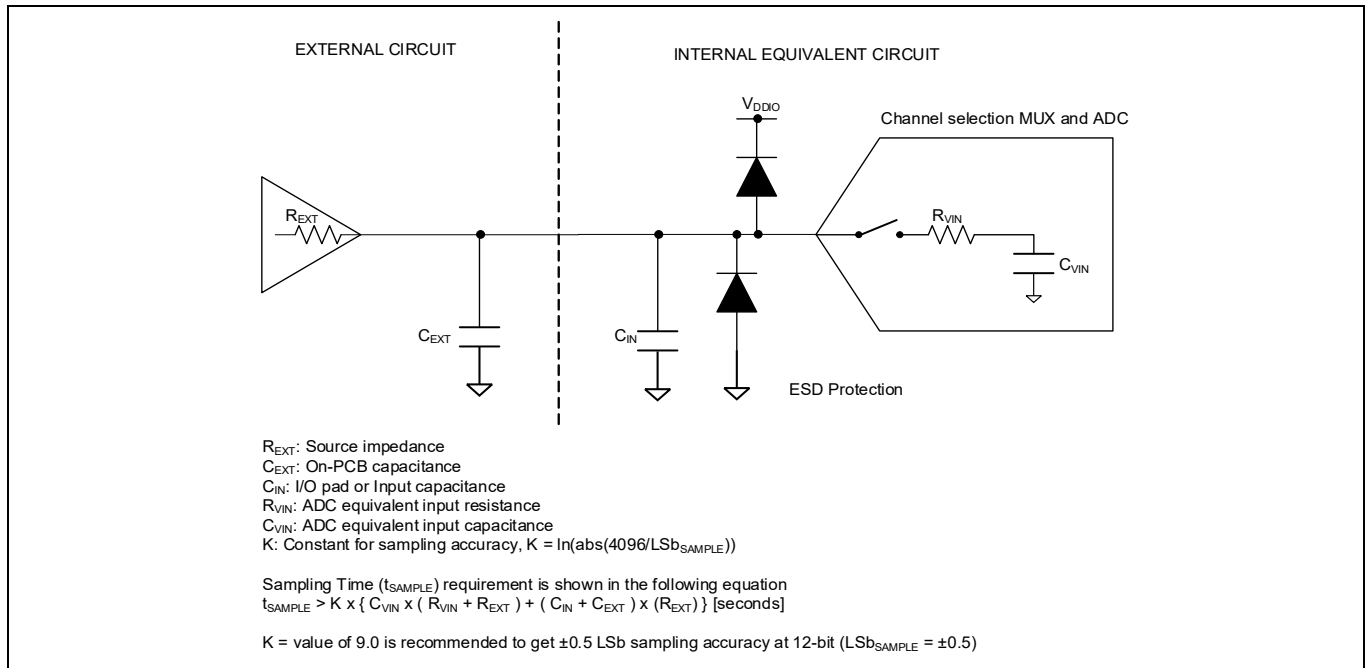 EXTERNAL CIRCUIT
INTERNAL EQUIVALENT CIRCUIT
VDDIO
Channel selection MUX and ADC
REXT
RVIN
CVIN
CEXT
CIN
ESD Protection
REXT: Source impedance
CEXT: On-PCB capacitance
CIN: I/O pad or Input capacitance
RVIN: ADC equivalent input resistance
CVIN: ADC equivalent input capacitance
K: Constant for sampling accuracy, K = ln(abs(4096/LSbSAMPLE))
Sampling Time (tSAMPLE) requirement is shown in the following equation
tSAMPLE > K x { CVIN x ( RVIN + REXT ) + ( CIN + CEXT ) x (REXT) } [seconds]
K = value of 9.0 is recommended to get ±0.5 LSb sampling accuracy at 12-bit (LSbSAMPLE = ±0.5)